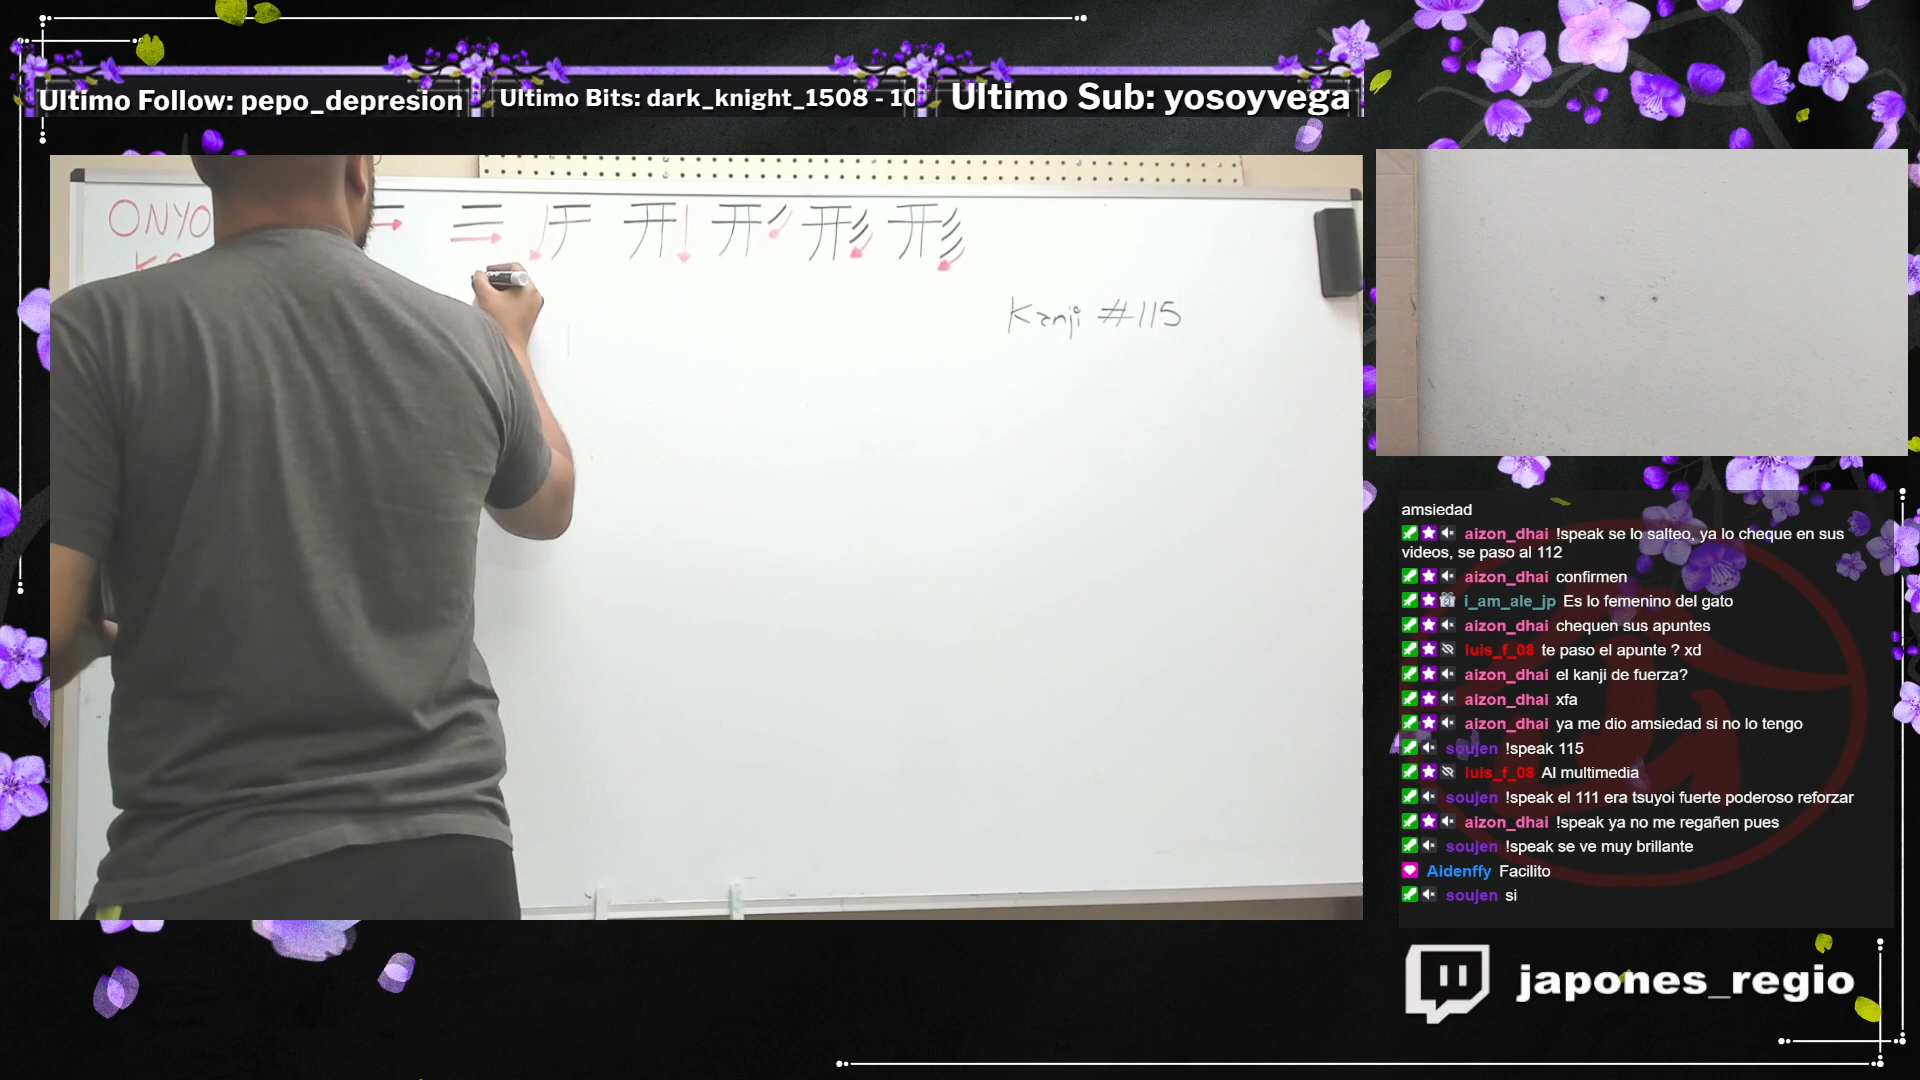 Ultimo Follow: pepo_depresion
Ultimo Bits: dark_knight_1508 - 10
Ultimo Sub: yosoyvega
ONYO
形
Kanji #115
amsiedad
aizon_dhai !speak se lo salteo, ya lo cheque en sus
videos, se paso al 112
aizon_dhai confirmen
i_am_ale_jp Es lo femenino del gato
aizon_dhai chequen sus apuntes
luis_f_08 te paso el apunte ? xd
aizon_dhai el kanji de fuerza?
aizon_dhai xfa
aizon_dhai ya me dio amsiedad si no lo tengo
soujen !speak 115
luis_f_08 Al multimedia
soujen !speak el 111 era tsuyoi fuerte poderoso reforzar
aizon_dhai !speak ya no me regañen pues
soujen !speak se ve muy brillante
Aidenffy Facilito
soujen si
japones_regio